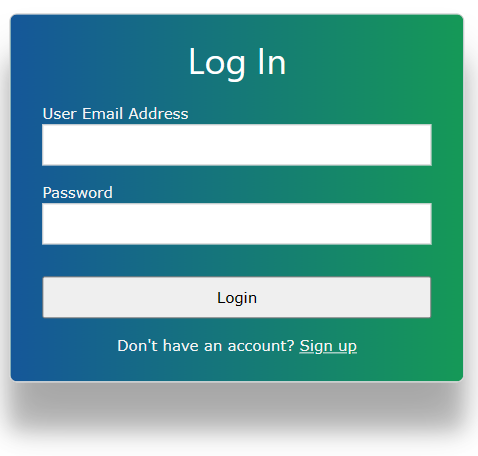 Log In
User Email Address
Password
Login
Don't have an account? Sign up